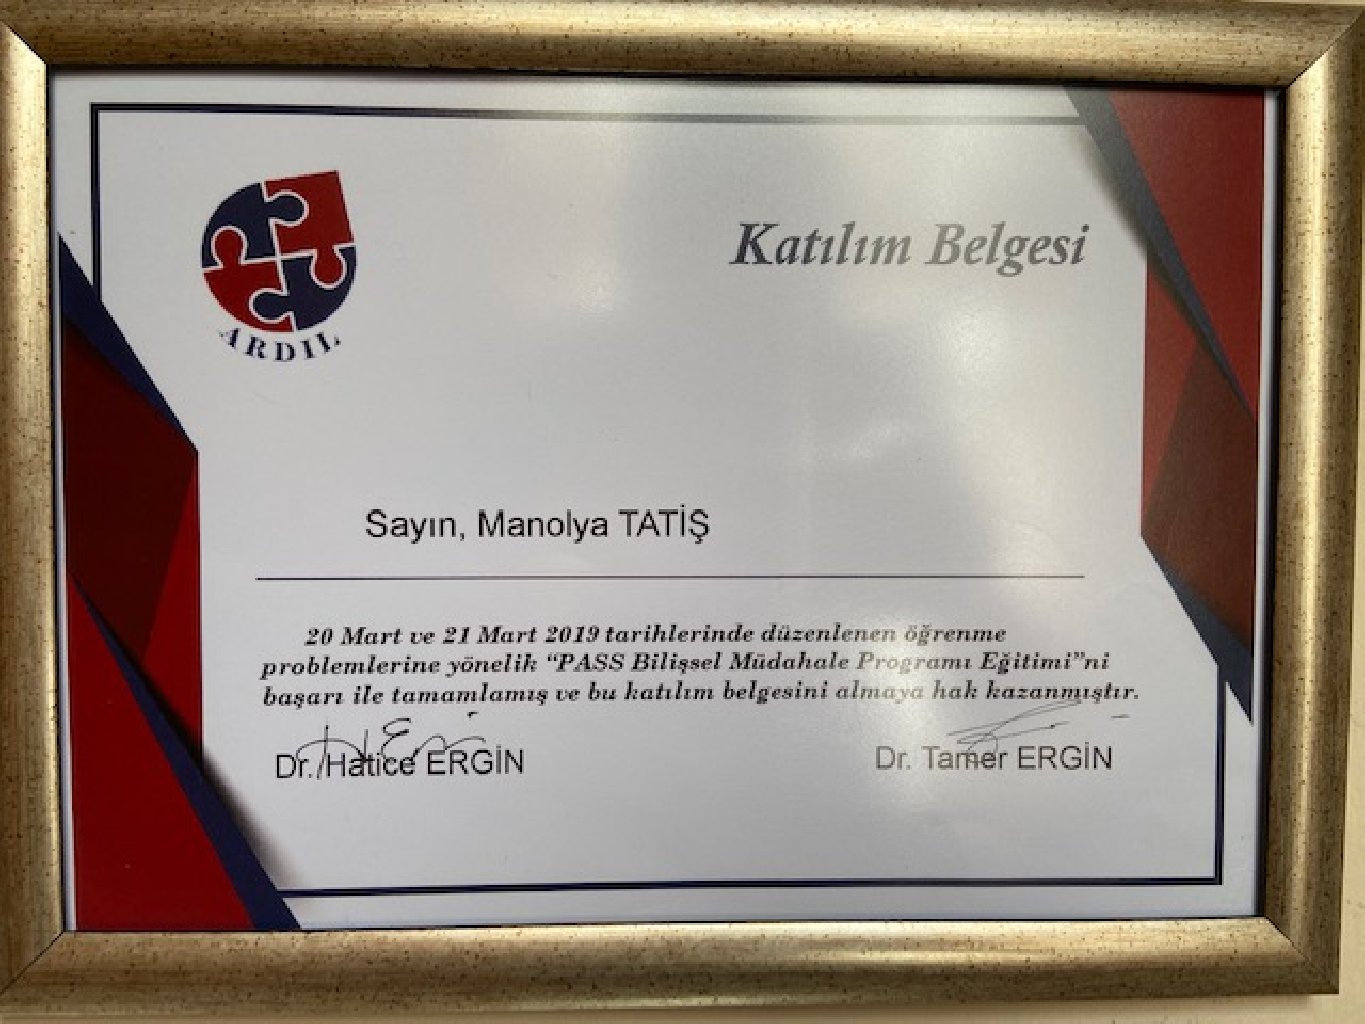 ARDIL
Katılım Belgesi
Sayın, Manolya TATİŞ
20 Mart ve 21 Mart 2019 tarihlerinde düzenlenen öğrenme
problemlerine yönelik “PASS Bilişsel Müdahale Programı Eğitimi”ni
başarı ile tamamlamış ve bu katılım belgesini almaya hak kazanmıştır.
Dr. Hatice ERGİN
Dr. Tamer ERGİN